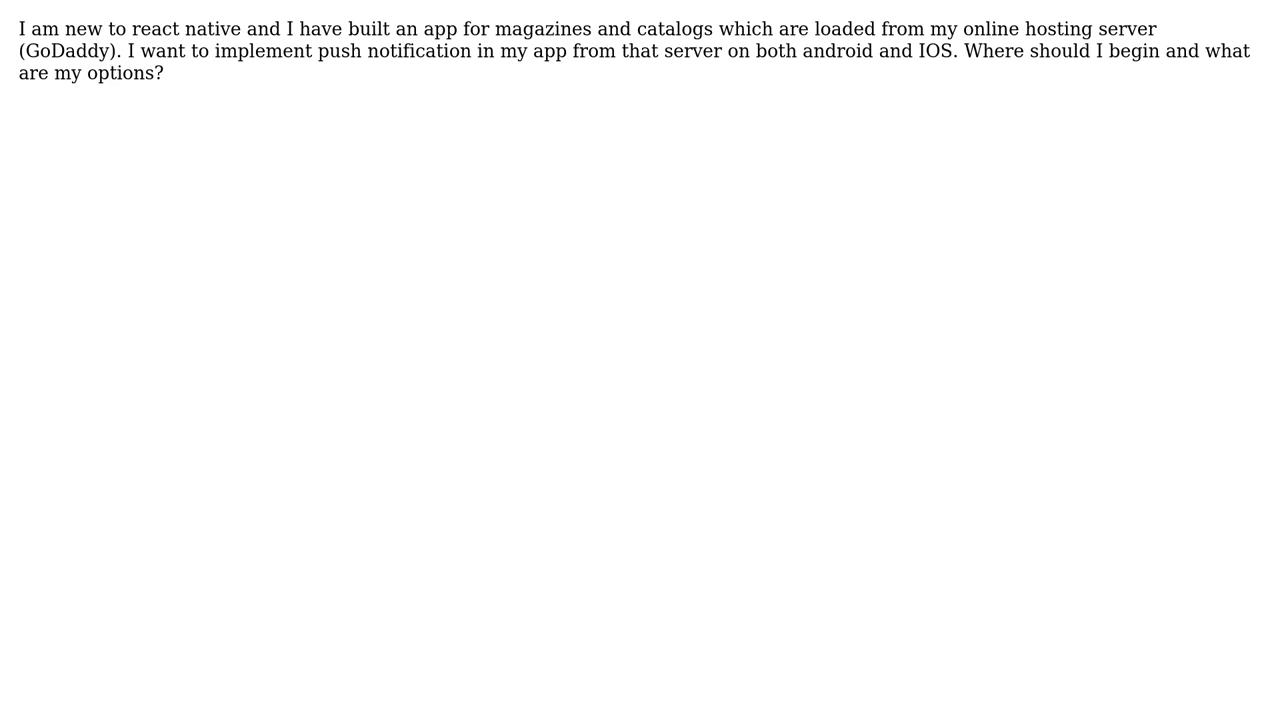 I am new to react native and I have built an app for magazines and catalogs which are loaded from my online hosting server
(GoDaddy). I want to implement push notification in my app from that server on both android and IOS. Where should I begin and what
are my options?